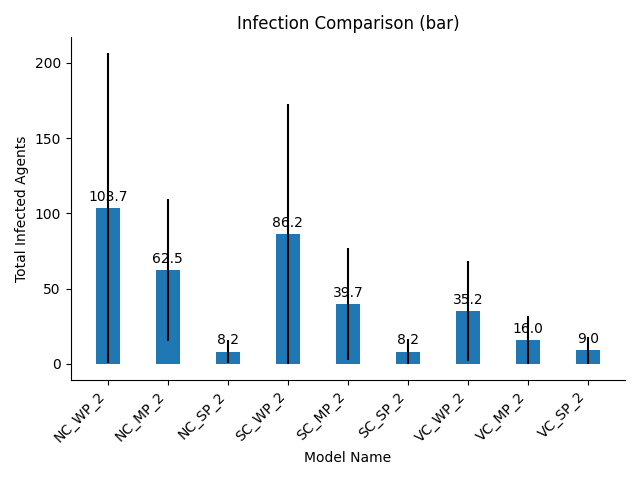 Infection Comparison (bar)
Total Infected Agents
200
150
100
50
0
103.7
62.5
8.2
86.2
39.7
8.2
35.2
16.0
9.0
NC_WP_2
NC_MP_2
NC_SP_2
SC_WP_2
SC_MP_2
SC_SP_2
VC_WP_2
VC_MP_2
VC_SP_2
Model Name